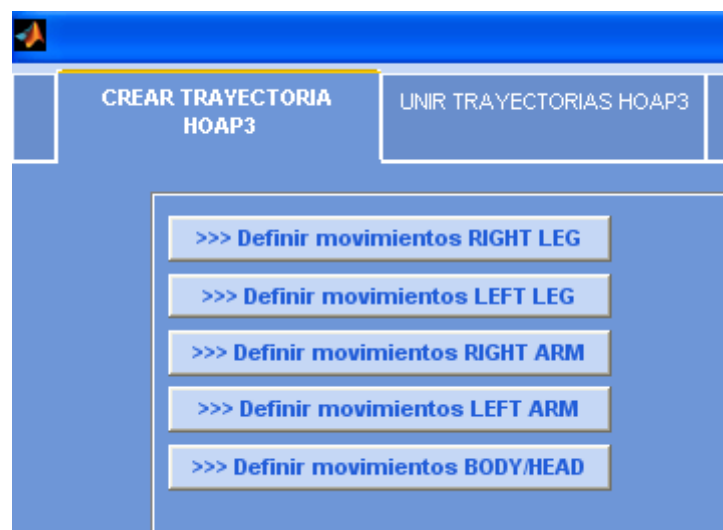 CREAR TRAYECTORIA
HOAP3
UNIR TRAYECTORIAS HOAP3
>>> Definir movimientos RIGHT LEG
>>> Definir movimientos LEFT LEG
>>> Definir movimientos RIGHT ARM
>>> Definir movimientos LEFT ARM
>>> Definir movimientos BODY/HEAD